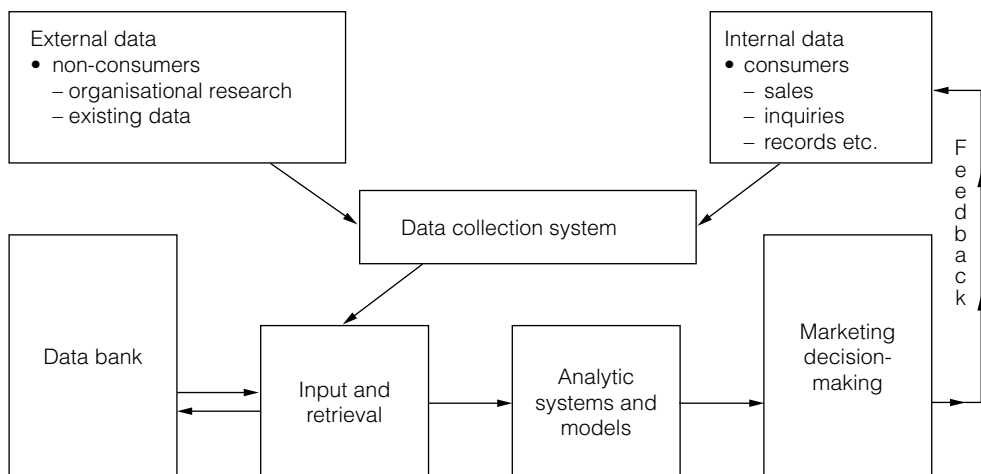 External data
• non-consumers
– organisational research
– existing data
Internal data
• consumers
– sales
– inquiries
– records etc.
Feedback
Data collection system
Data bank
Input and
retrieval
Analytic
systems and
models
Marketing
decision-
making